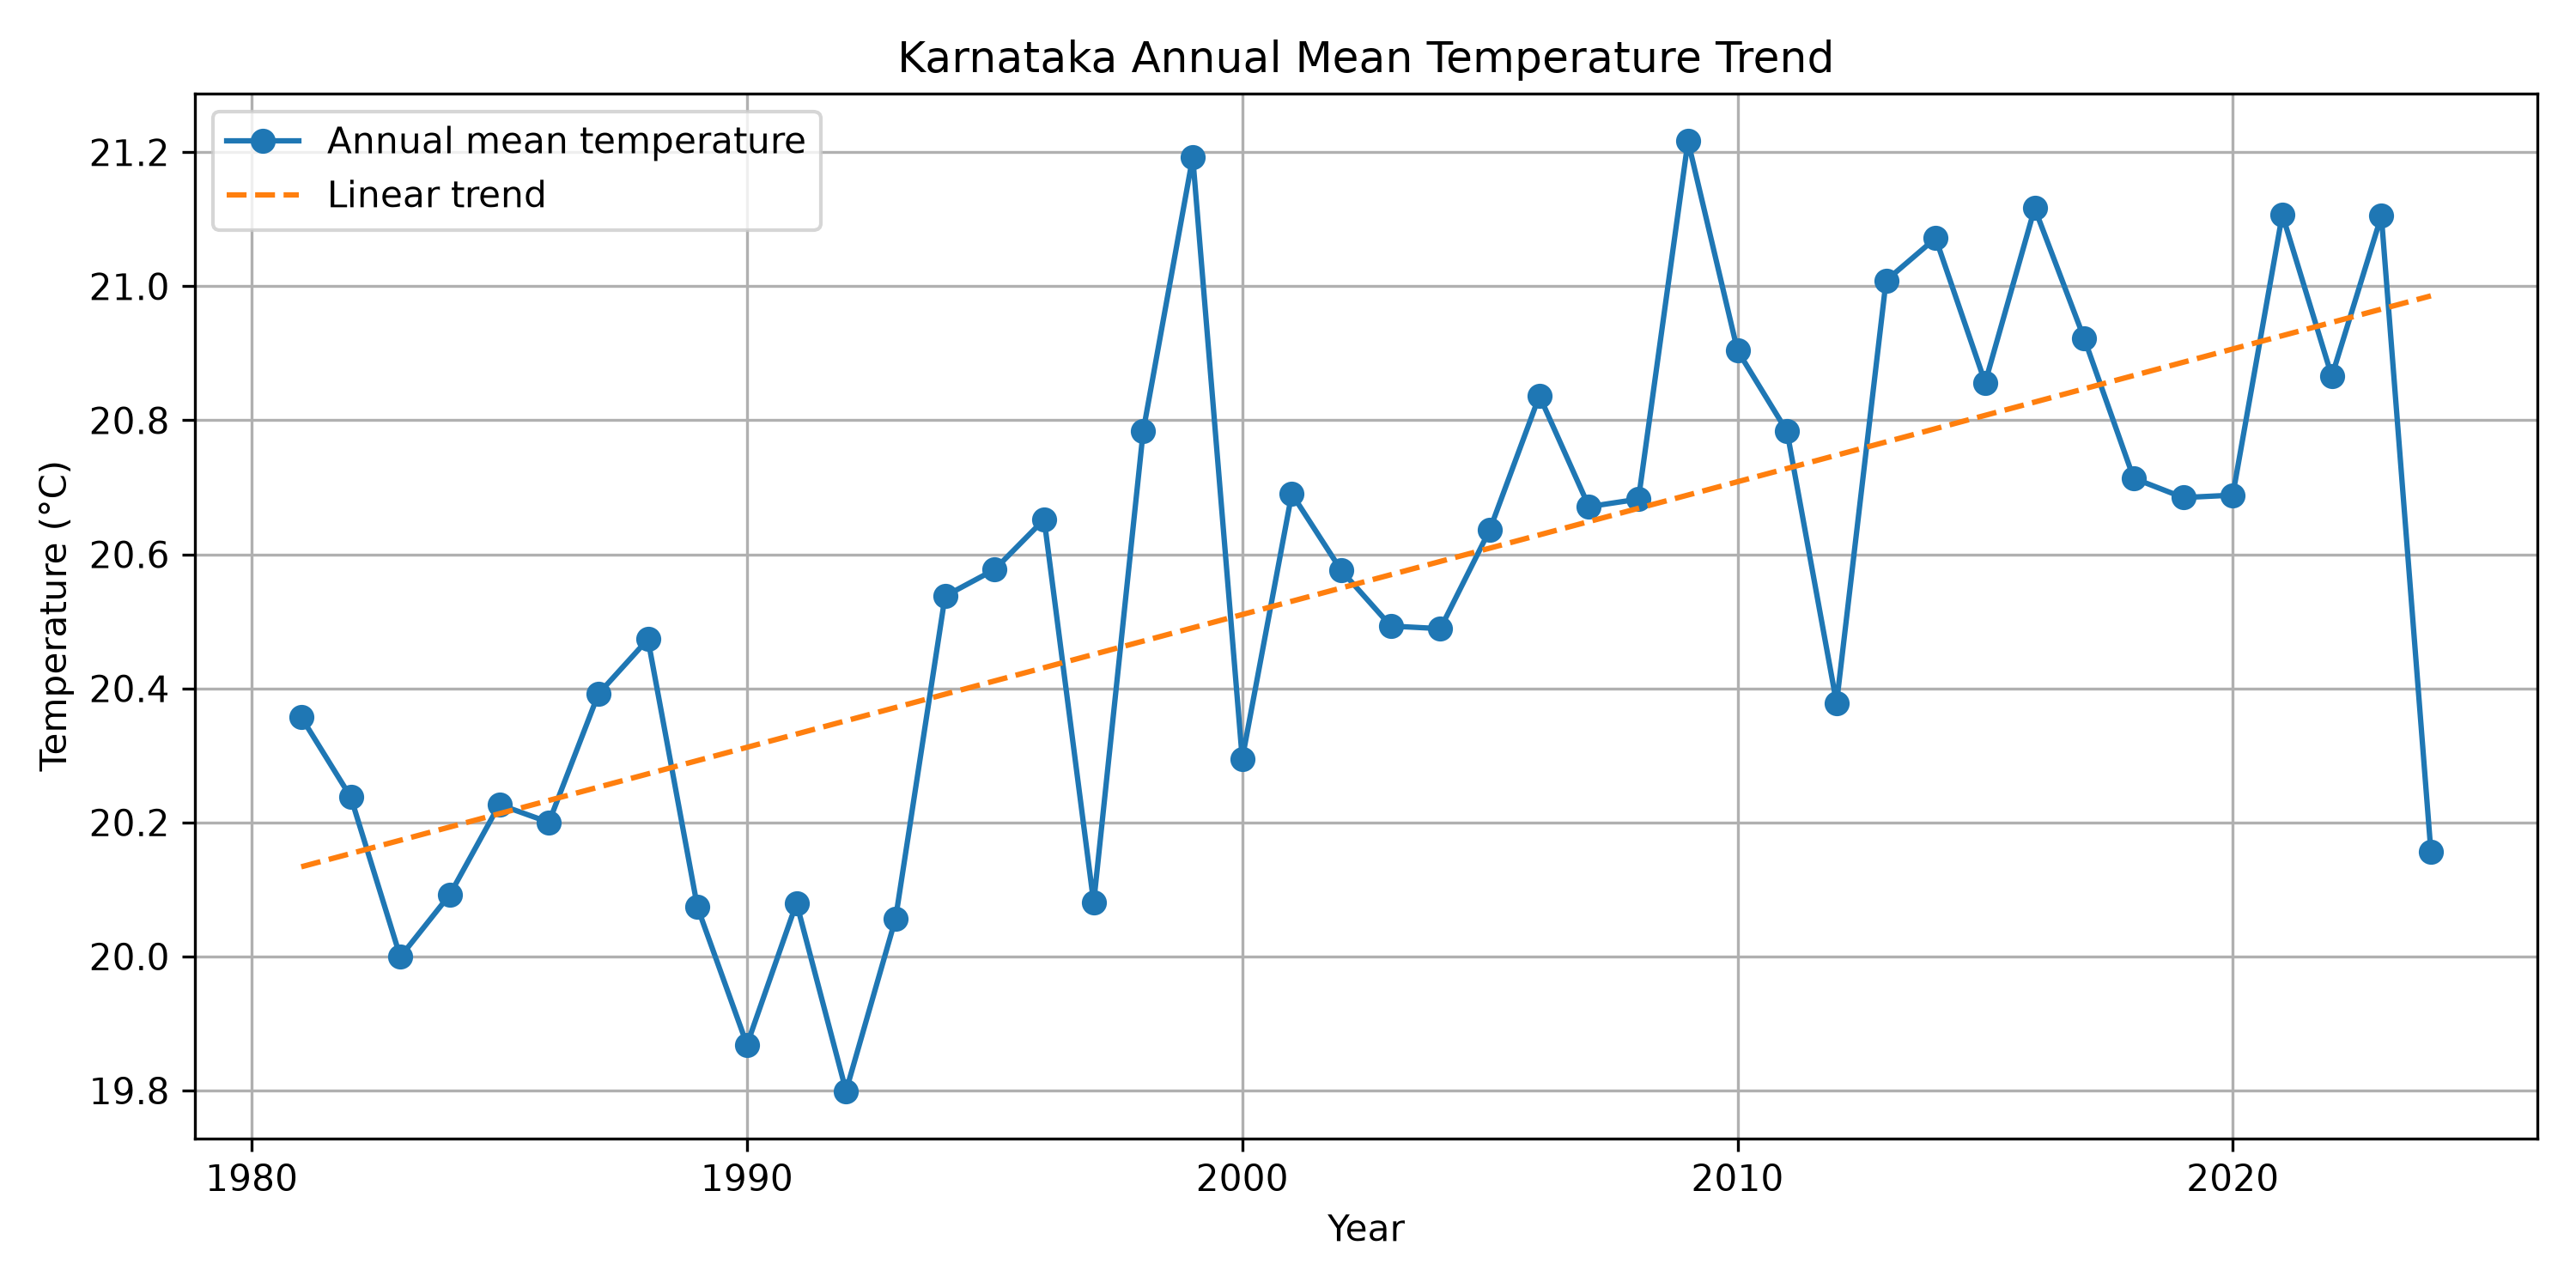 Karnataka Annual Mean Temperature Trend
Annual mean temperature
Linear trend
21.2
21.0
20.8
20.6
20.4
20.2
20.0
19.8
Temperature (°C)
1980 1990 2000 2010 2020
Year